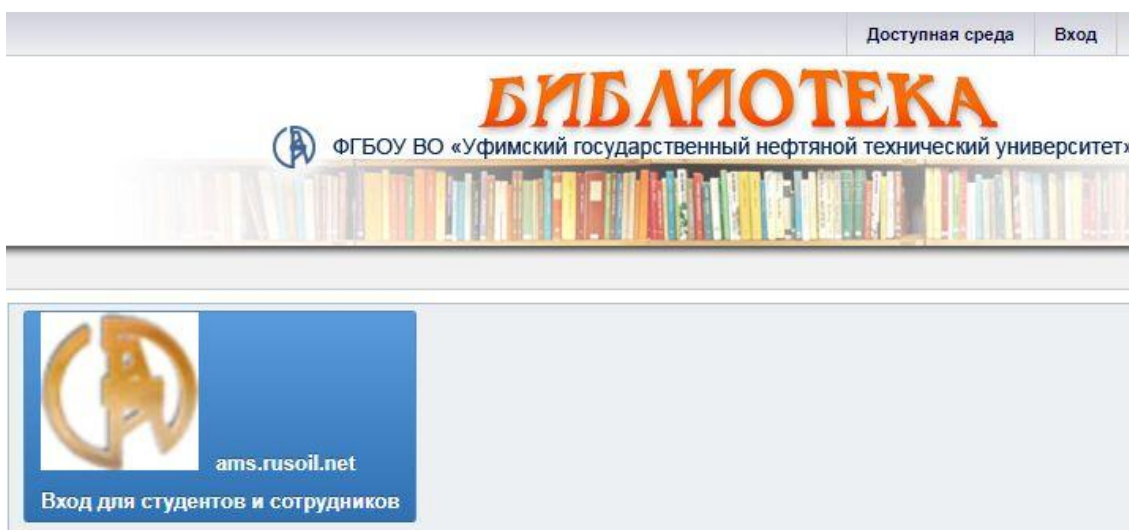 Доступная среда Вход
БИБЛИОТЕКА
ФГБОУ ВО «Уфимский государственный нефтяной технический университет»
ams.rusoil.net
Вход для студентов и сотрудников